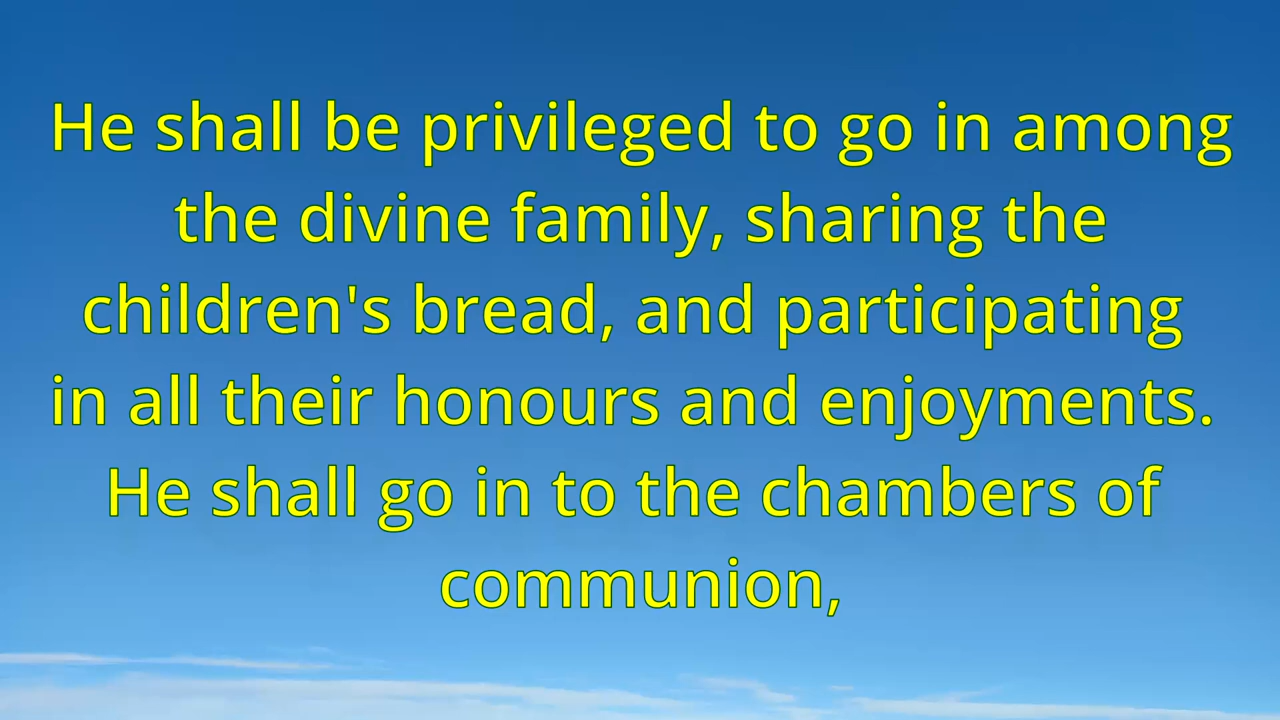 He shall be privileged to go in among
the divine family, sharing the
children's bread, and participating
in all their honours and enjoyments.
He shall go in to the chambers of
communion,